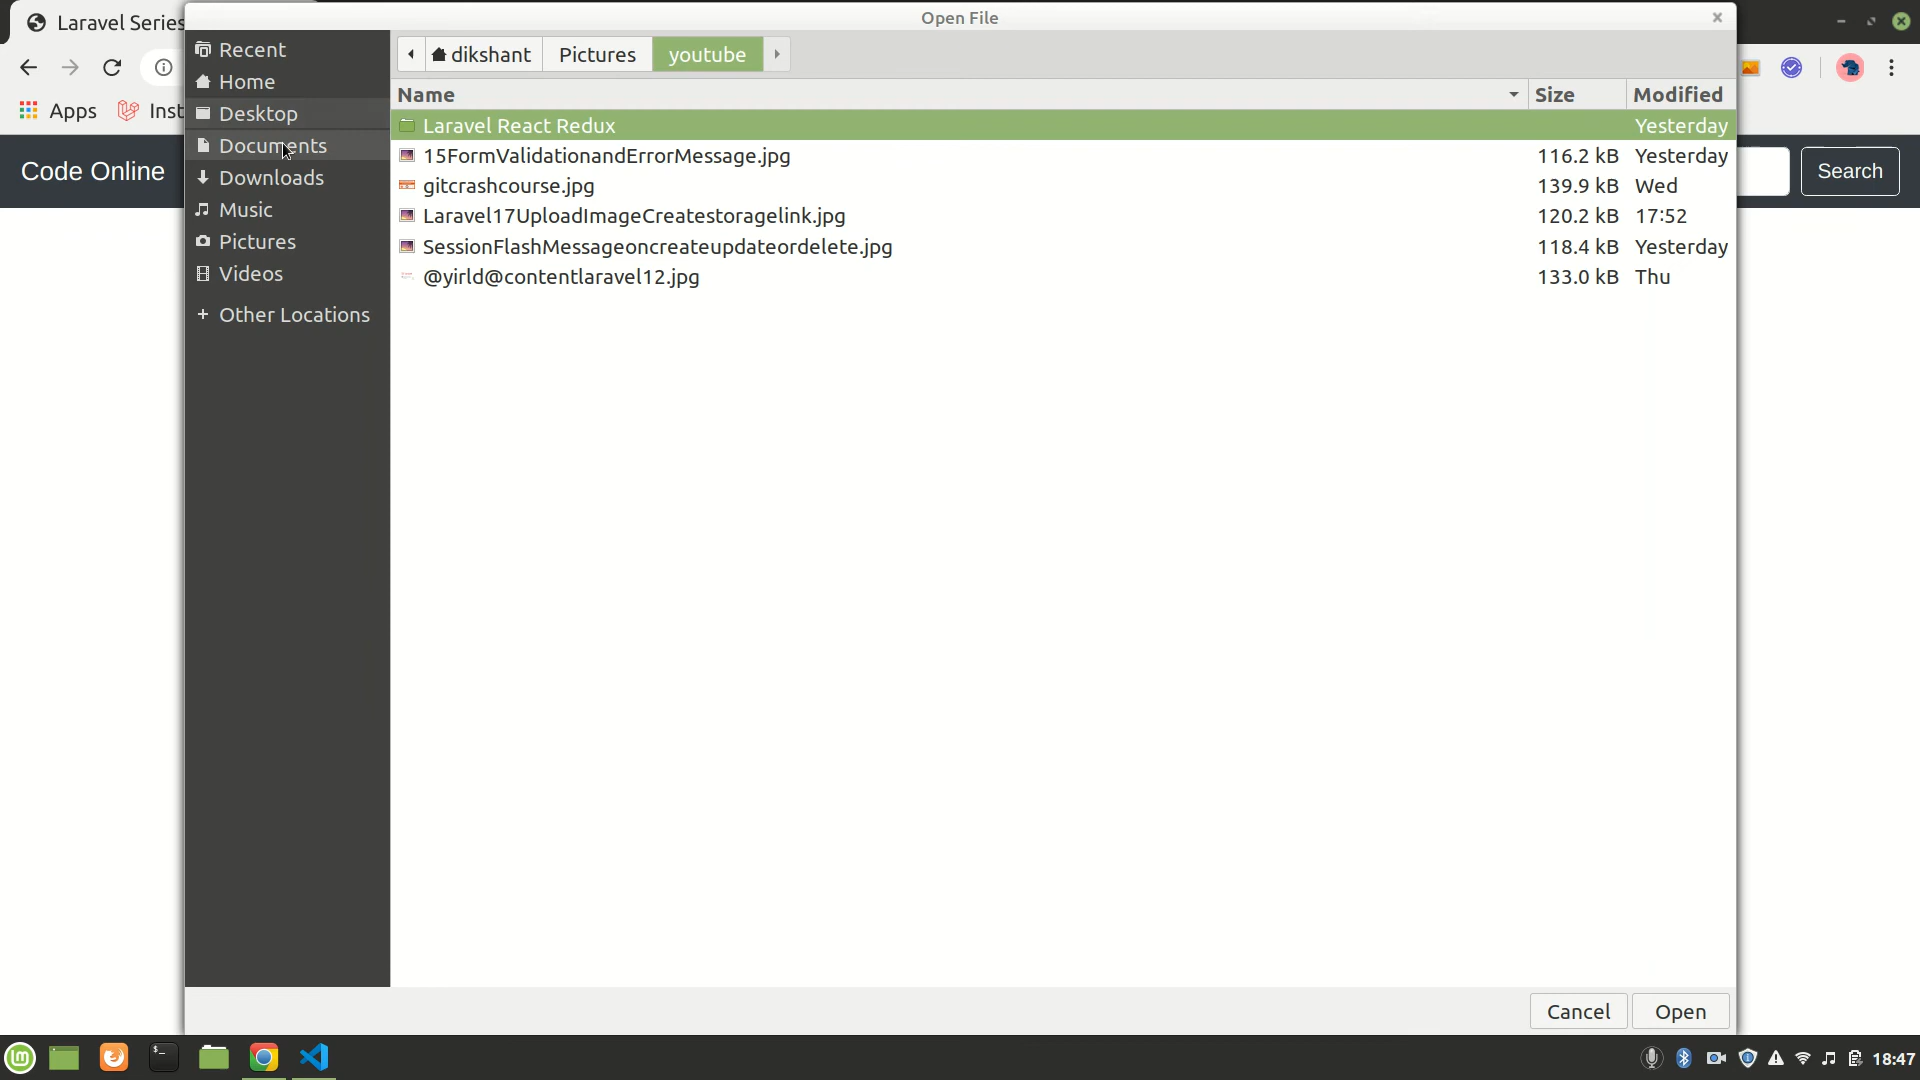 Laravel Series
Open File
Recent
Home
Desktop
Documents
Downloads
Music
Pictures
Videos
Other Locations
dikshant Pictures youtube
Name Size Modified
Laravel React Redux Yesterday
15FormValidationandErrorMessage.jpg 116.2 kB Yesterday
gitcrashcourse.jpg 139.9 kB Wed
Laravel17UploadImageCreatestoragelink.jpg 120.2 kB 17:52
SessionFlashMessageoncreateupdateordelete.jpg 118.4 kB Yesterday
@yirld@contentlaravel12.jpg 133.0 kB Thu
Apps Inst
Code Online
Search
Cancel Open
18:47